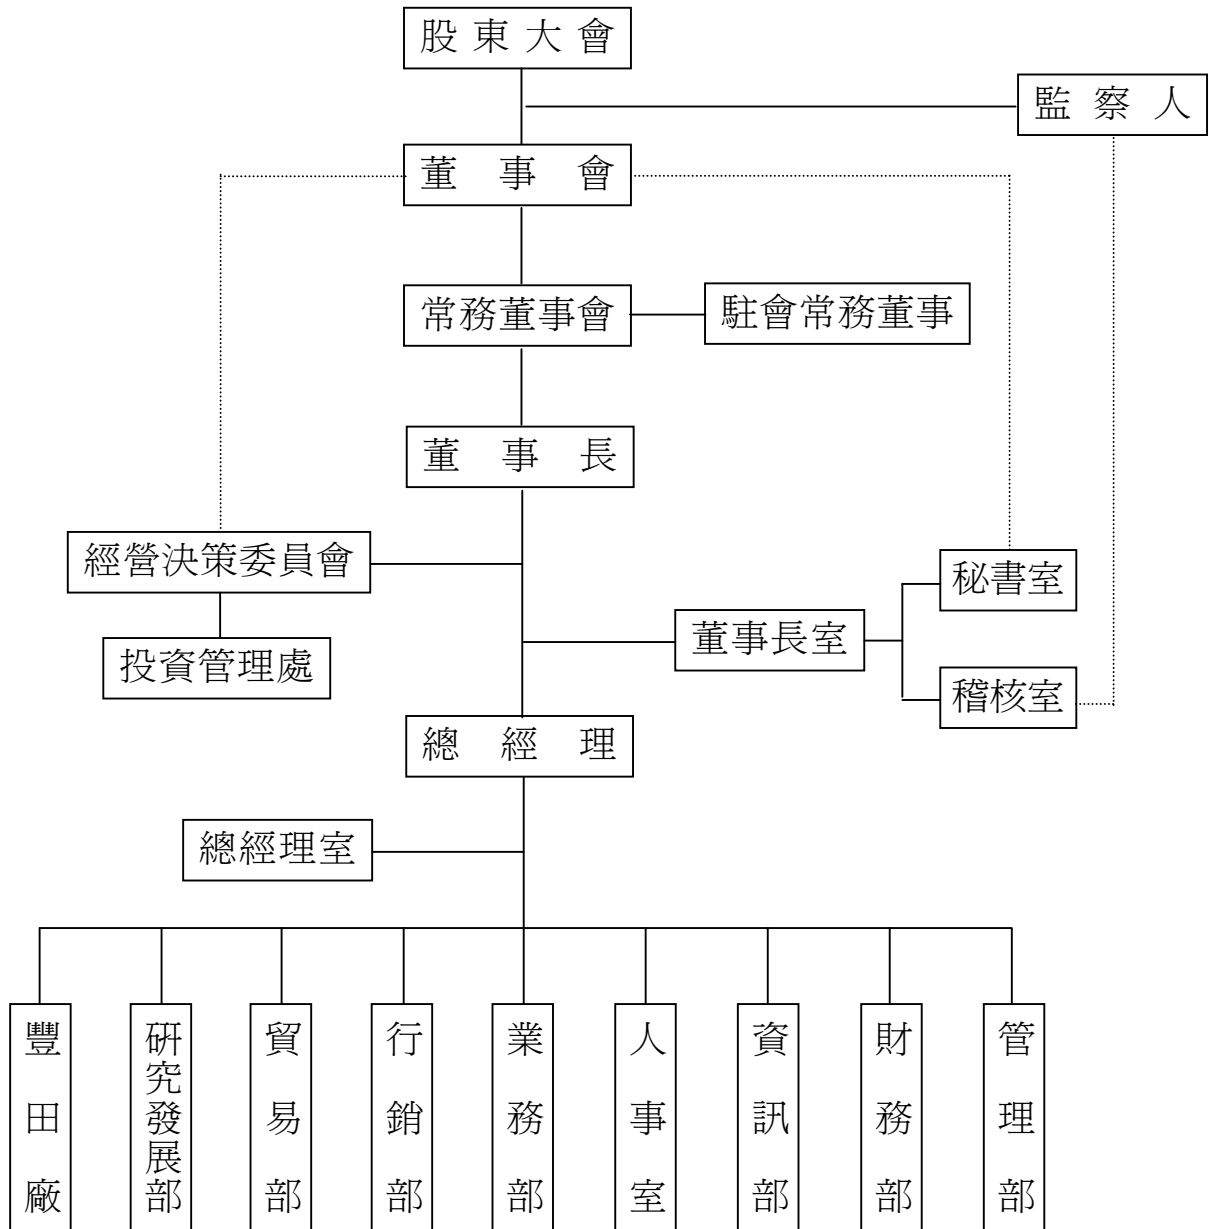 股東大會
監察人
董事會
常務董事會
駐會常務董事
董事長
經營決策委員會
秘書室
董事長室
投資管理處
稽核室
總經理
總經理室
豐田廠
研究發展部
貿易部
行銷部
業務部
人事室
資訊部
財務部
管理部